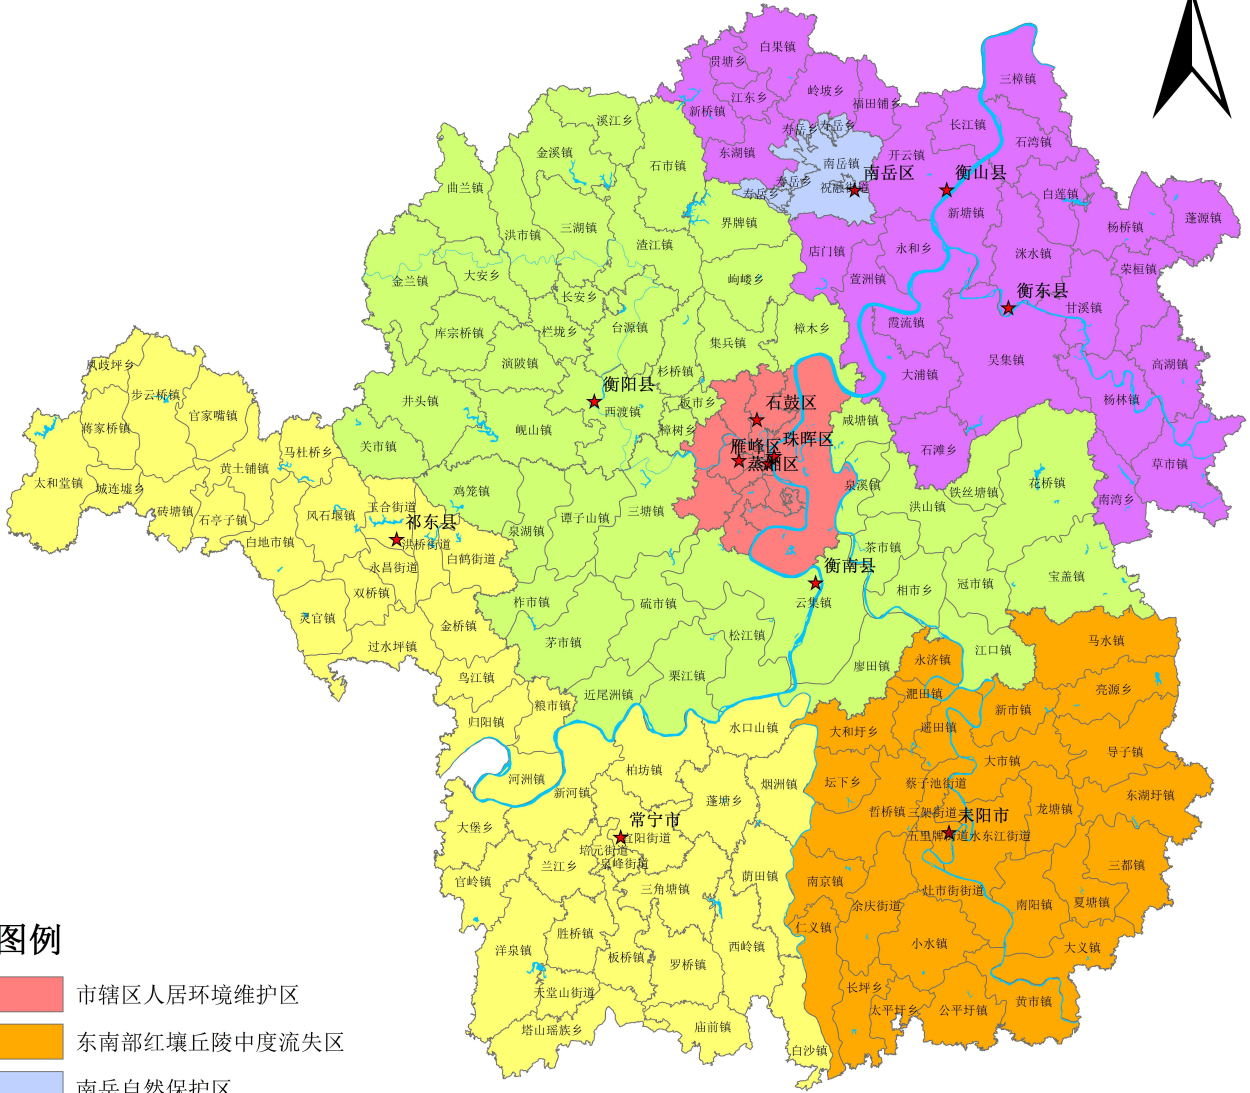 白果镇
贯塘乡
岭坡乡
江东乡
福田铺乡
新桥镇
三樟镇
长江镇
石湾镇
溪江乡
寿岳乡
寿岳乡
金溪镇
东湖镇
开云镇
石市镇
南岳镇
南岳区
衡山县
曲兰镇
寿岳乡
祝融街道
寿岳乡
白莲镇
新塘镇
蓬源镇
杨桥镇
界牌镇
三湖镇
洪市镇
渣江镇
店门镇
永和乡
洣水镇
荣桓镇
大安乡
金兰镇
岣嵝乡
萱洲镇
衡东县
长安乡
甘溪镇
台源镇
樟木乡
霞流镇
库宗桥镇
栏垅乡
集兵镇
吴集镇
演陂镇
高湖镇
凤歧坪乡
杉桥镇
大浦镇
衡阳县
步云桥镇
井头镇
板市乡
石鼓区
杨林镇
西渡镇
官家嘴镇
蒋家桥镇
岘山镇
樟树乡
咸塘镇
珠晖区
雁峰区
关市镇
马杜桥乡
石滩乡
蒸湘区
黄土铺镇
草市镇
太和堂镇
城连墟乡
鸡笼镇
泉溪镇
铁丝塘镇
花桥镇
南湾乡
砖塘镇
石亭子镇
风石堰镇
玉合街道
祁东县
三塘镇
谭子山镇
洪山镇
泉湖镇
白地市镇
洪桥街道
茶市镇
白鹤街道
永昌街道
衡南县
宝盖镇
冠市镇
双桥镇
相市乡
柞市镇
硫市镇
云集镇
灵官镇
金桥镇
松江镇
茅市镇
马水镇
过水坪镇
江口镇
永济镇
廖田镇
鸟江镇
栗江镇
亮源乡
近尾洲镇
淝田镇
粮市镇
新市镇
归阳镇
水口山镇
大和圩乡
遥田镇
导子镇
大市镇
柏坊镇
河洲镇
坛下乡
蔡子池街道
烟洲镇
新河镇
东湖圩镇
蓬塘乡
哲桥镇
三架街道
耒阳市
龙塘镇
常宁市
大堡乡
宜阳街道
五里牌街道
水东江街道
培元街道
泉峰街道
兰江乡
三都镇
荫田镇
官岭镇
南京镇
三角塘镇
灶市街街道
余庆街道
南阳镇
夏塘镇
仁义镇
胜桥镇
小水镇
西岭镇
大义镇
洋泉镇
板桥镇
罗桥镇
长坪乡
天堂山街道
黄市镇
太平圩乡
公平圩镇
塔山瑶族乡
庙前镇
白沙镇
图例
市辖区人居环境维护区
东南部红壤丘陵中度流失区
南岳自然保护区